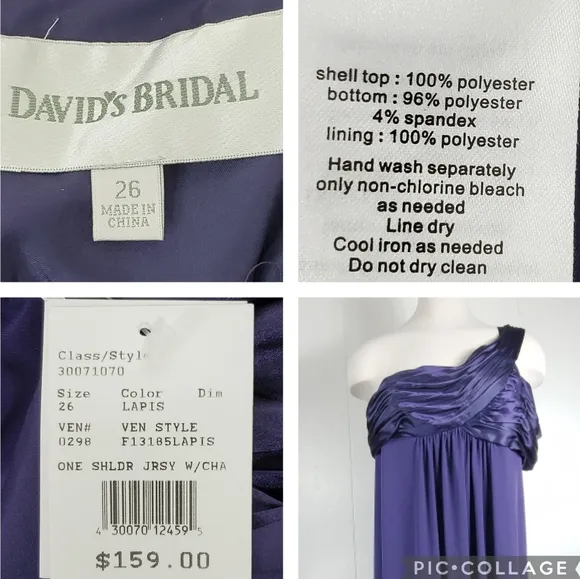 DAVID'S BRIDAL
26
MADE IN
CHINA
shell top : 100% polyester
bottom : 96% polyester
4% spandex
lining : 100% polyester
Hand wash separately
only non-chlorine bleach
as needed
Line dry
Cool iron as needed
Do not dry clean
Class/Style
30071070
Size Color Dim
26 LAPIS
VEN# VEN STYLE
0298 F13185LAPIS
ONE SHLDR JRSY W/CHA
4 30070 12459 5
$159.00
PIC•COLLAGE